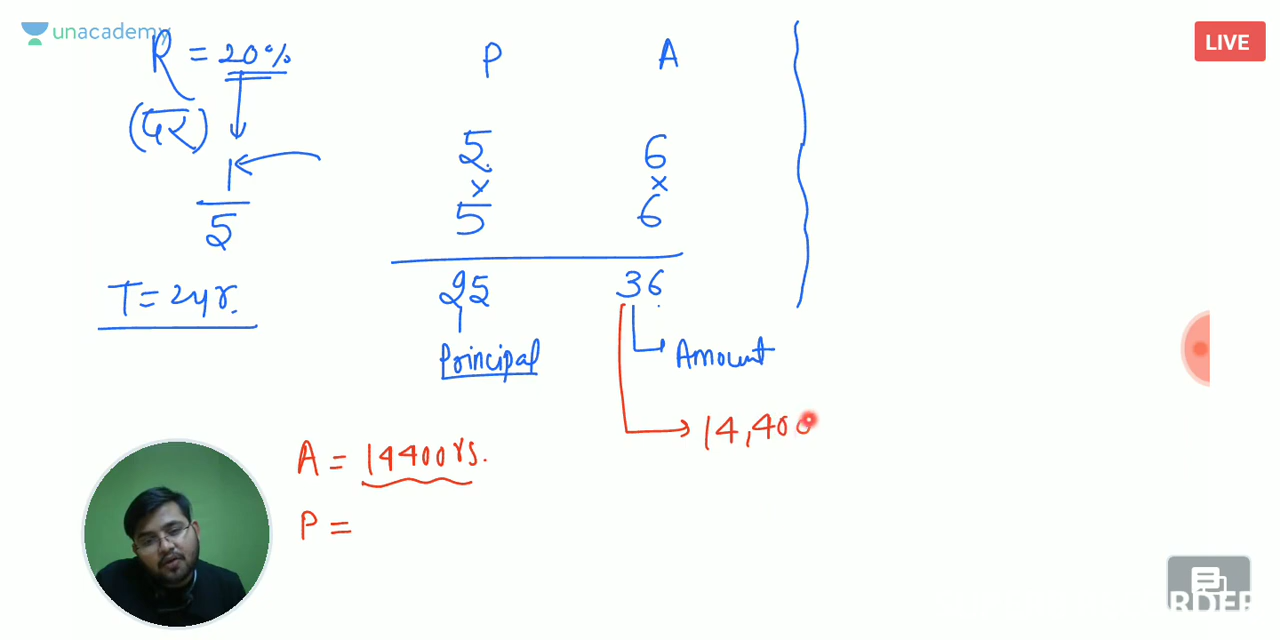 unacademy
LIVE
R = 20% P A
(दर)
1 5 6
× ×
5 5 6
T = 2yr. 25 36
Principal Amount
14,400
A = 14400 rs.
P =
RDER